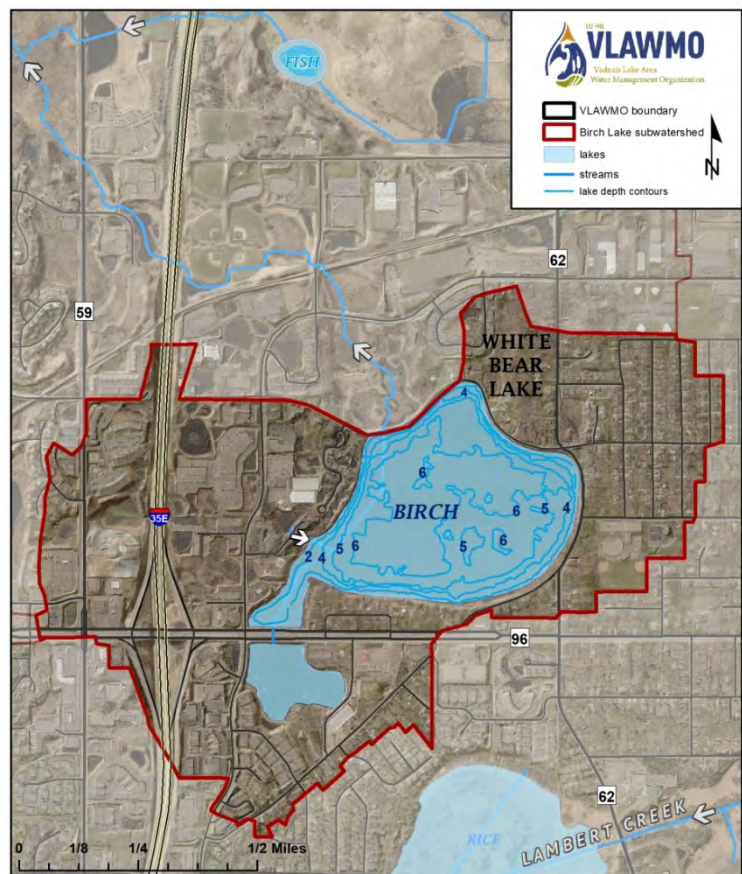 EST 1983
VLAWMO
Vadnais Lake Area
Water Management Organization
VLAWMO boundary
Birch Lake subwatershed
lakes
streams
lake depth contours
N
FISH
62
59
WHITE
BEAR
LAKE
4
6
BIRCH
6 5 4
35E
2 4 5 6
5 6
96
62
LAMBERT CREEK
RICE
0 1/8 1/4 1/2 Miles